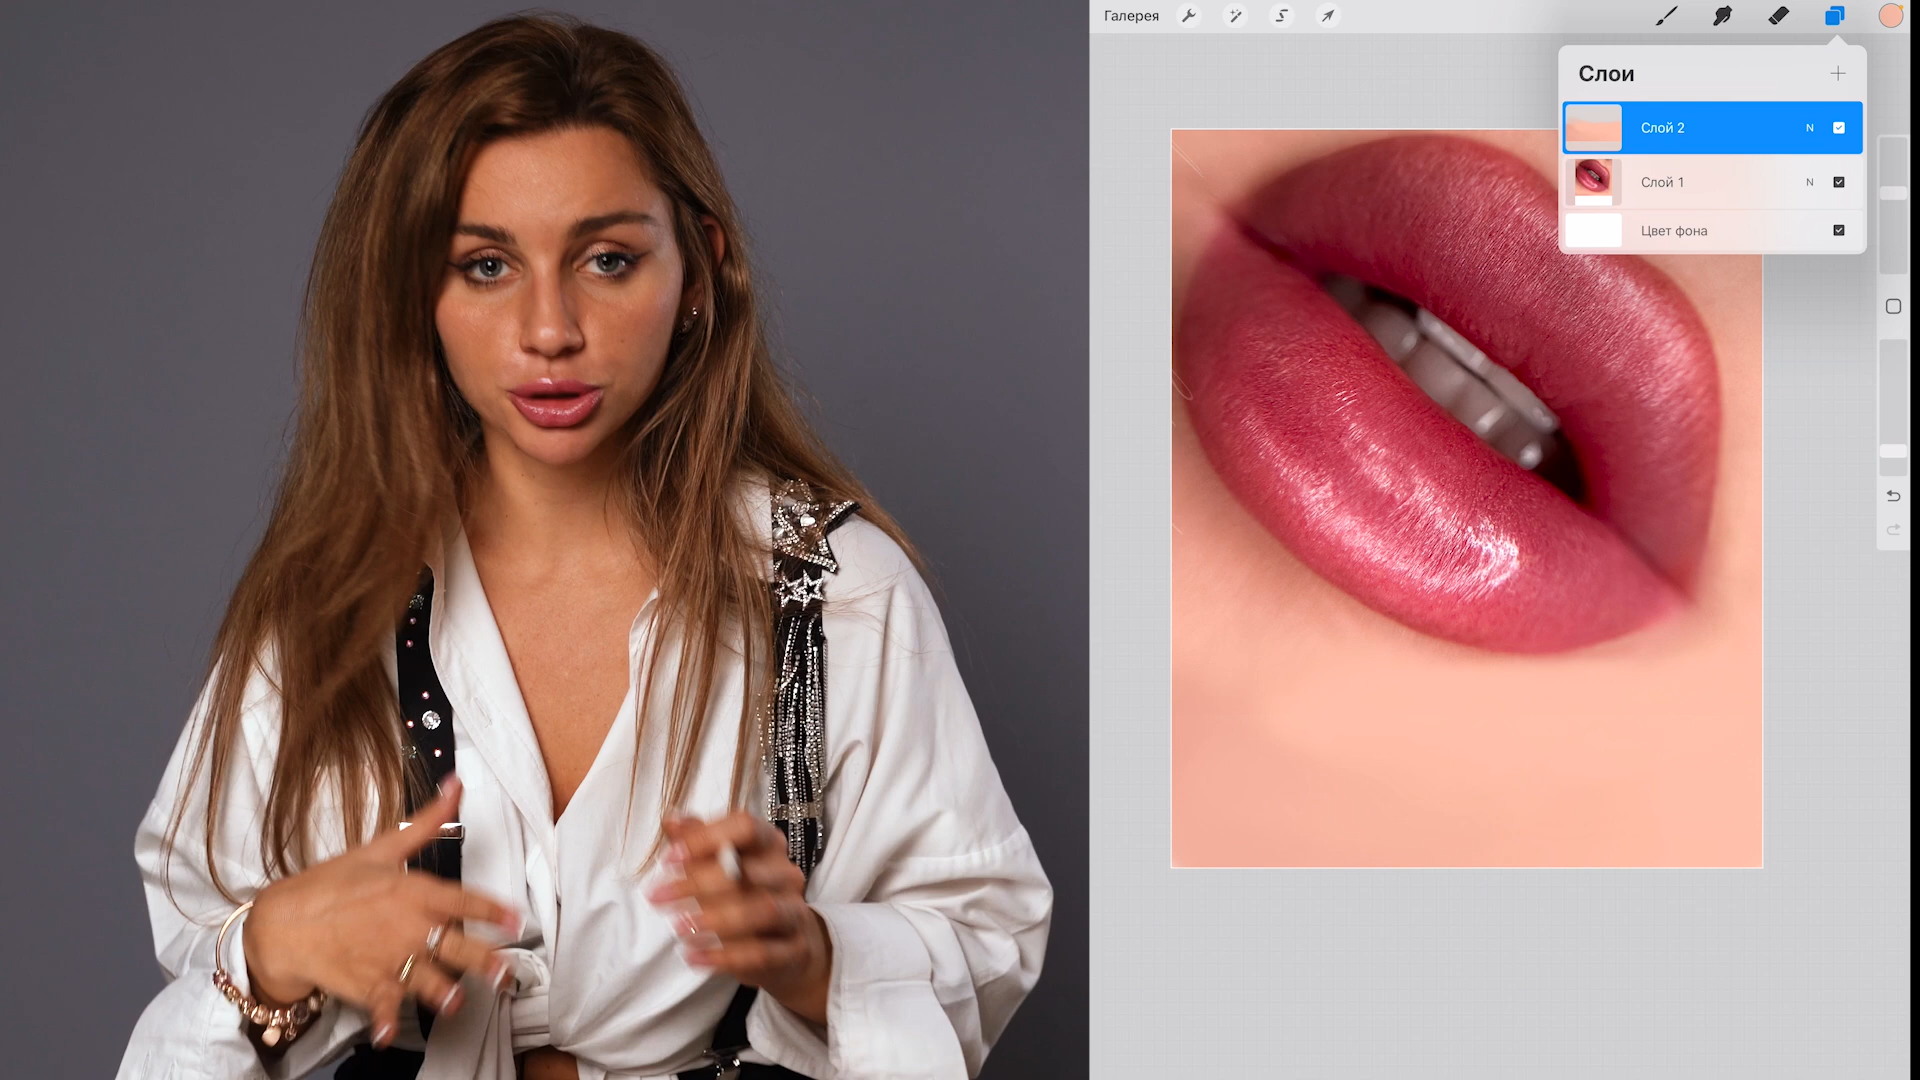 Галерея
Слои
Слой 2 N
Слой 1 N
Цвет фона